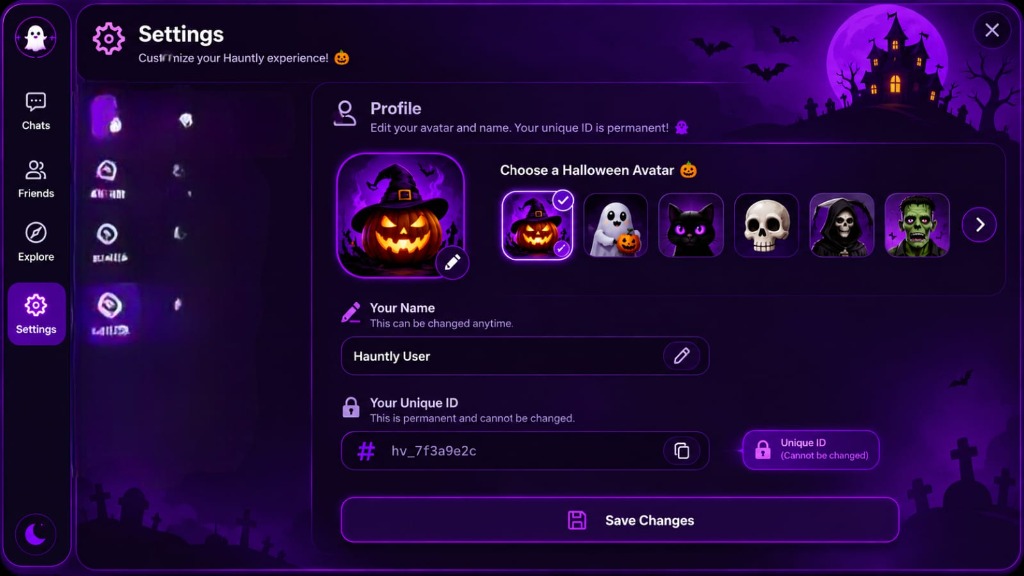 Settings
your Hauntly experience! 🎃
Chats
Friends
Explore
Settings
Profile
Edit your avatar and name. Your unique ID is permanent!
Choose a Halloween Avatar 🎃
Your Name
This can be changed anytime.
Hauntly User
Your Unique ID
This is permanent and cannot be changed.
# hv_7f3a9e2c
Unique ID
(Cannot be changed)
Save Changes